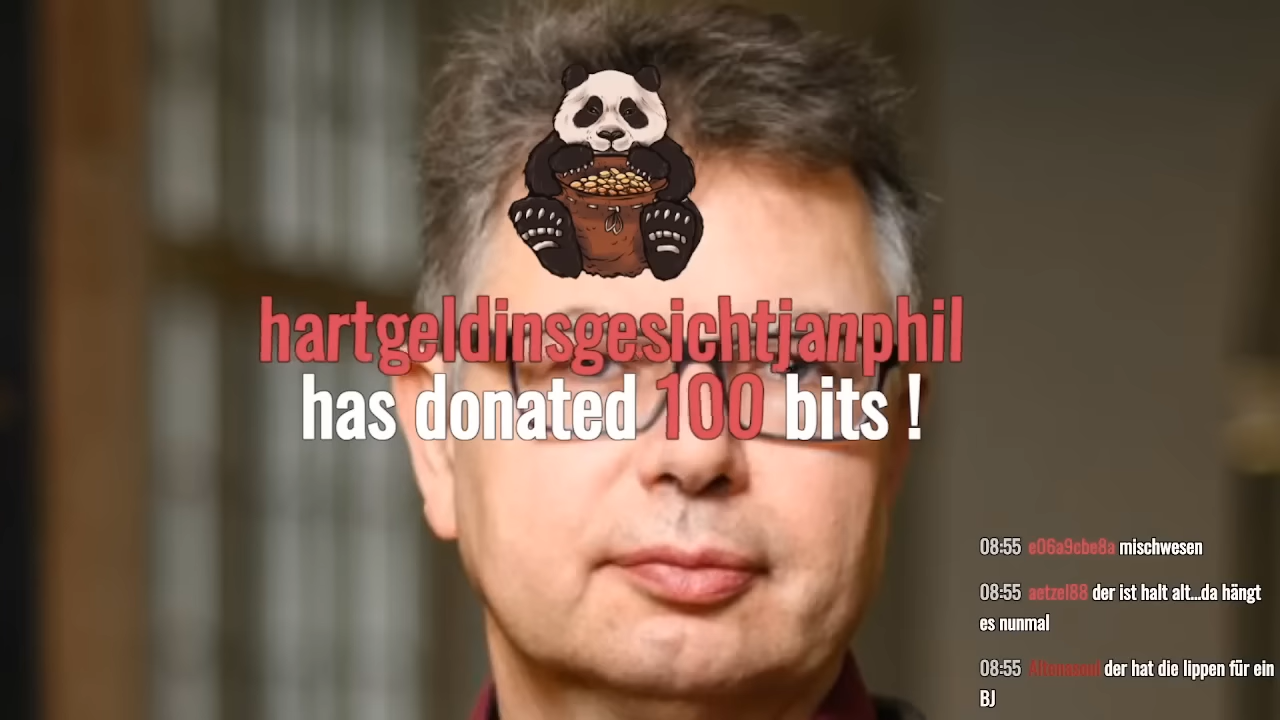 hartgeldinsgesichtjanphil
has donated 100 bits !
08:55 e06a9cbe8a mischwesen
08:55 aetzel88 der ist halt alt...da hängt
es nunmal
08:55 der hat die lippen für ein
BJ